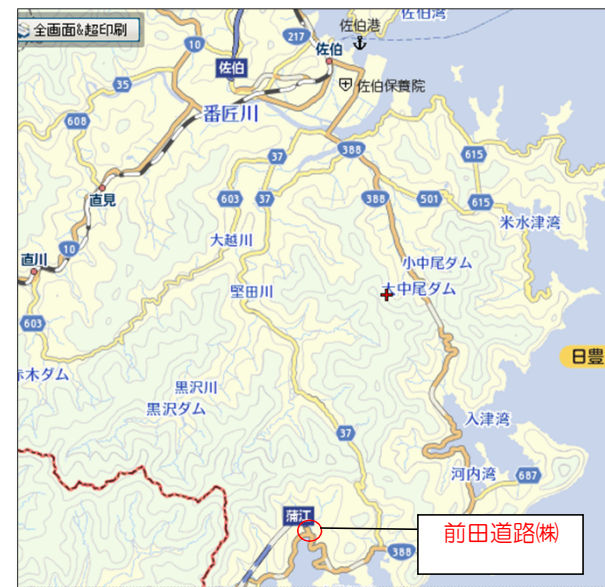 佐伯湾
全画面&超印刷
佐伯港
10
217
佐伯
佐伯
35
佐伯保養院
番匠川
608
388
37
615
直見
603
37
388
501
615
米水津湾
10
大越川
直川
小中尾ダム
大中尾ダム
堅田川
603
日豊
赤木ダム
黒沢川
黒沢ダム
入津湾
37
河内湾
687
蒲江
前田道路㈱
388